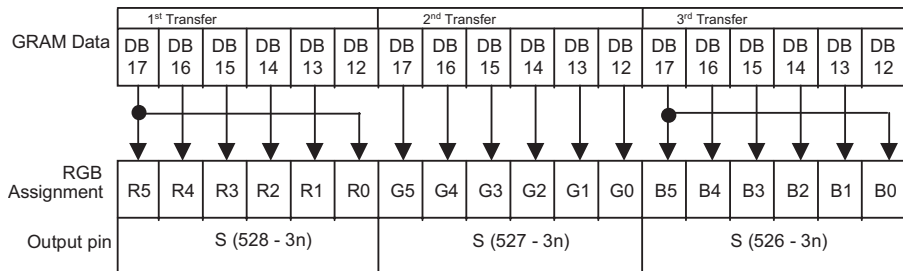 1st Transfer 2nd Transfer 3rd Transfer
GRAM Data DB 17 DB 16 DB 15 DB 14 DB 13 DB 12 DB 17 DB 16 DB 15 DB 14 DB 13 DB 12 DB 17 DB 16 DB 15 DB 14 DB 13 DB 12
RGB Assignment R5 R4 R3 R2 R1 R0 G5 G4 G3 G2 G1 G0 B5 B4 B3 B2 B1 B0
Output pin S (528 - 3n) S (527 - 3n) S (526 - 3n)